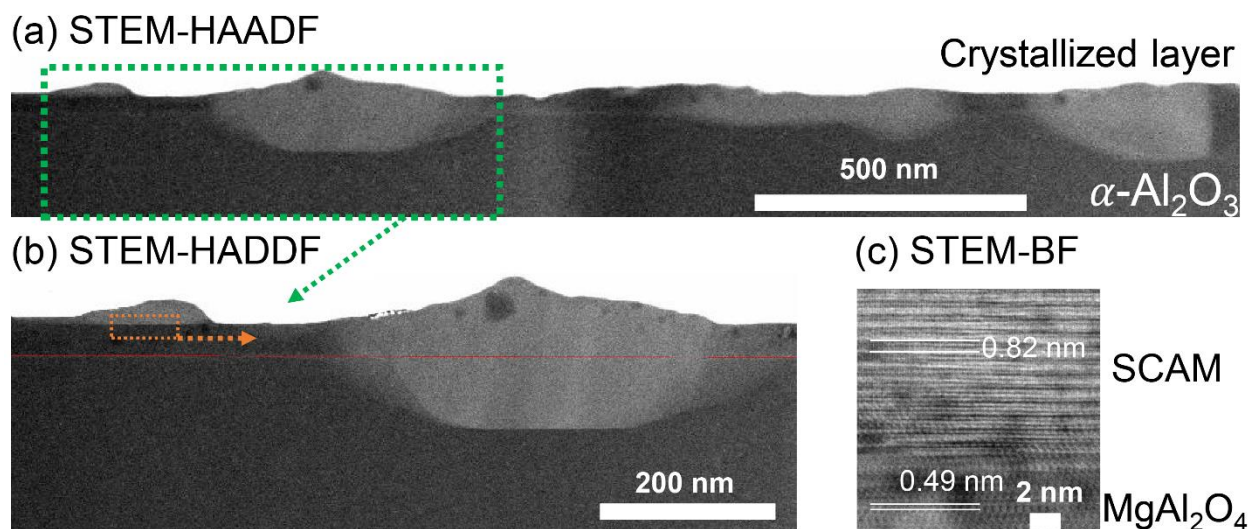 (a) STEM-HAADF
Crystallized layer
500 nm
α-Al₂O₃
(b) STEM-HADDF
200 nm
(c) STEM-BF
0.82 nm
SCAM
0.49 nm
2 nm
MgAl₂O₄